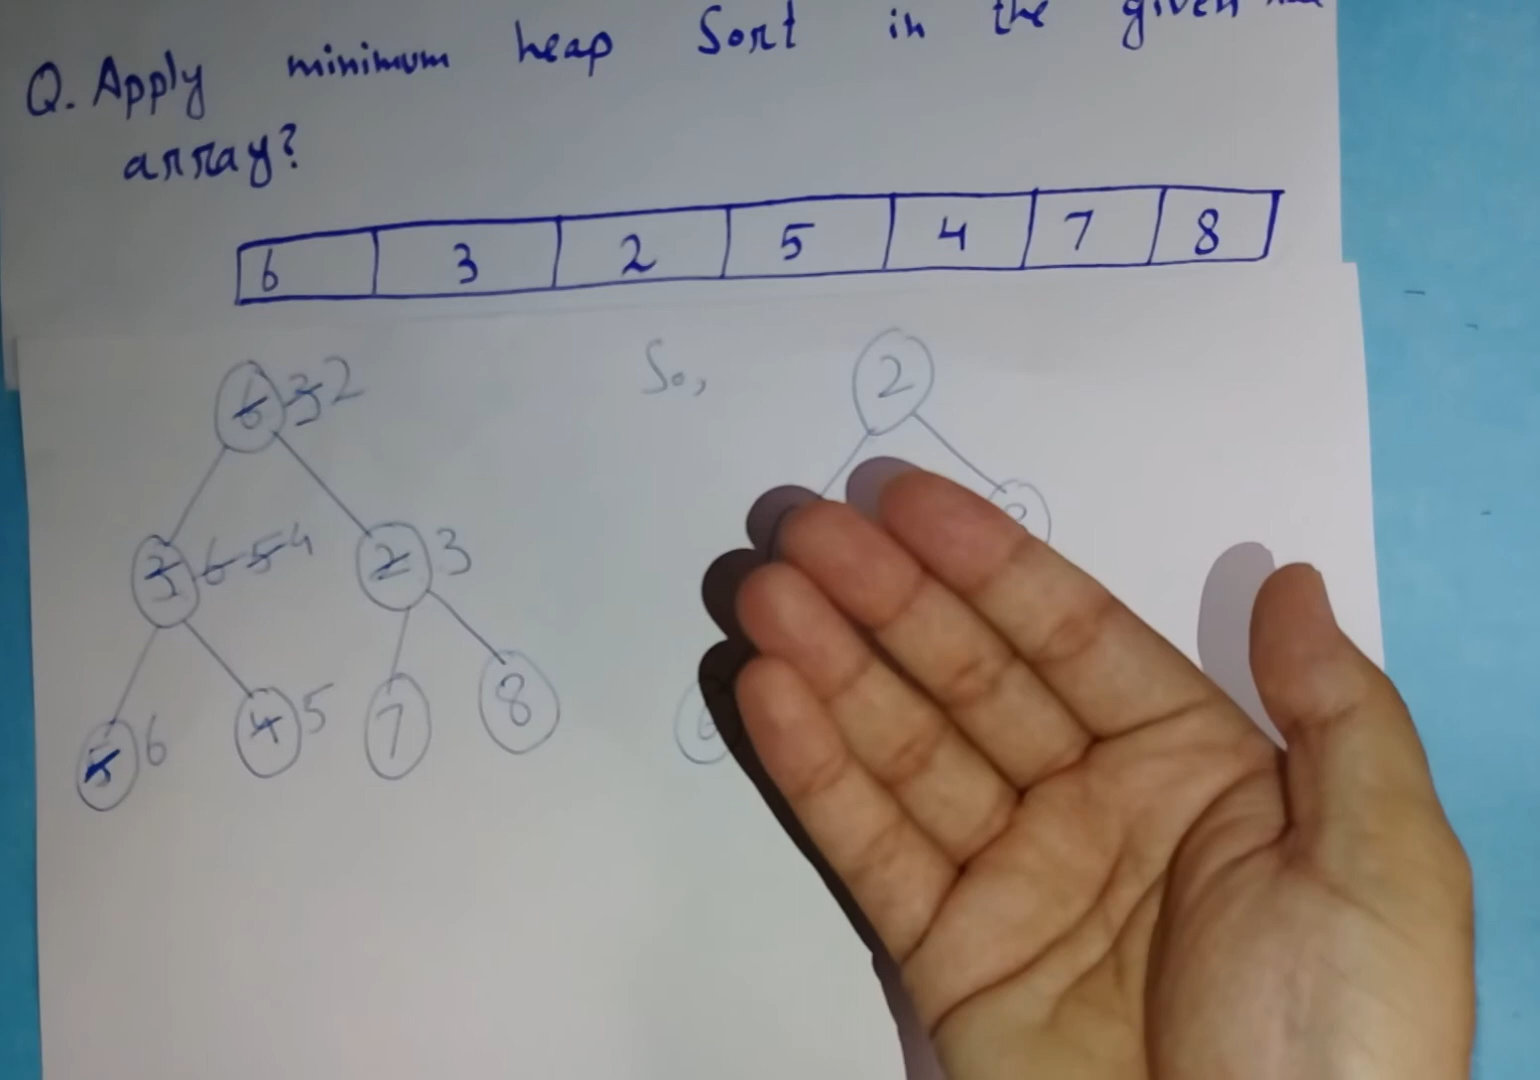 Q. Apply minimum heap Sort in the given
array?
6 3 2 5 4 7 8
6 3 2 So, 2
3 6 5 4 2 3
5 6 4 5 7 8